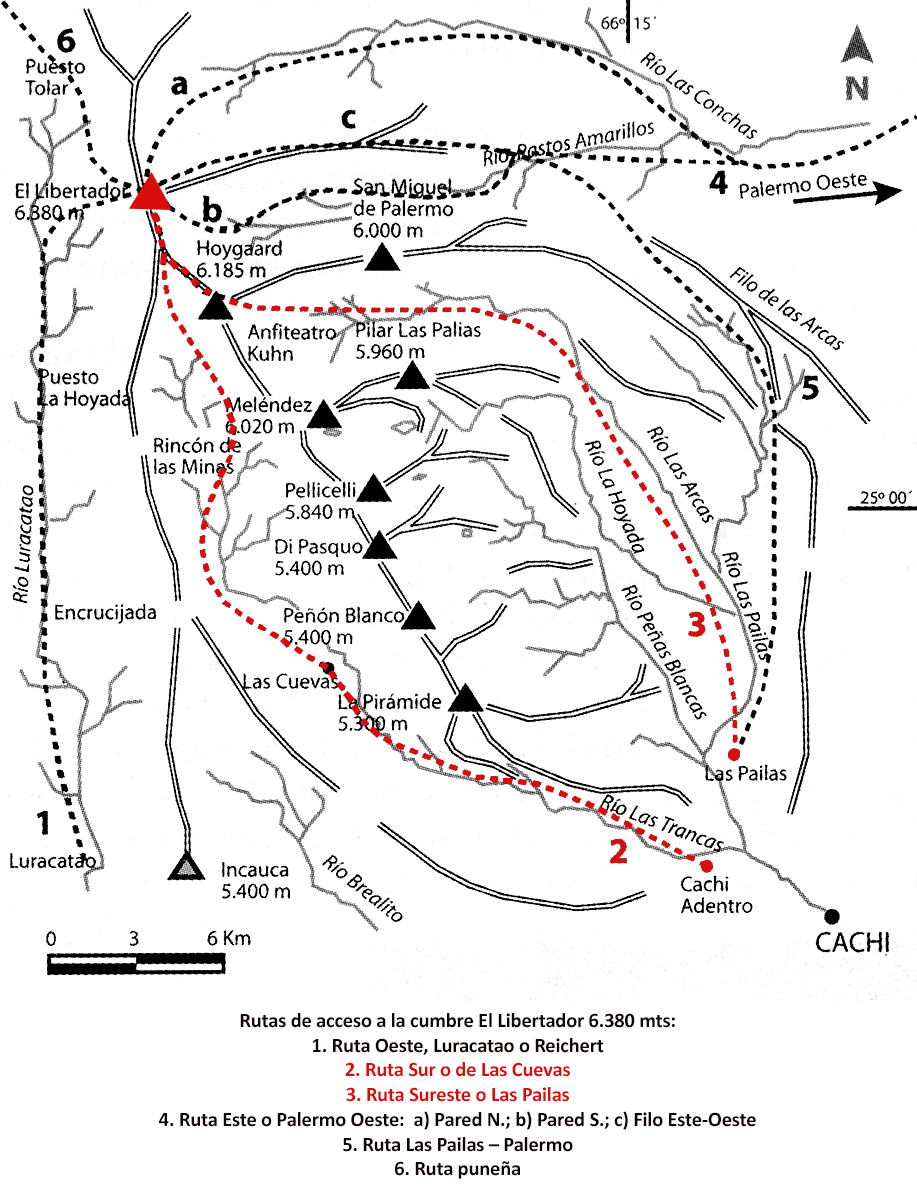 66º 15´
6
Puesto
Tolar
a
Río Las Conchas
N
c
Río Rastos Amarillos
4
Palermo Oeste
El Libertador
6.380 m
b
San Miguel
de Palermo
6.000 m
Hoygaard
6.185 m
Filo de las Arcas
Anfiteatro
Kuhn
Pilar Las Palias
5.960 m
5
Puesto
La Hoyada
Meléndez
6.020 m
Rincón de
las Minas
Río La Hoyada
Río Las Arcas
Pellicelli
5.840 m
25º 00´
Río Luracatao
Di Pasquo
5.400 m
Río Las Pailas
Encrucijada
Peñón Blanco
5.400 m
Río Peñas Blancas
3
Las Cuevas
La Pirámide
5.300 m
Las Pailas
1
Río Las Trancas
2
Luracatao
Incauca
5.400 m
Río Brealito
Cachi
Adentro
CACHI
0 3 6 Km
Rutas de acceso a la cumbre El Libertador 6.380 mts:
1. Ruta Oeste, Luracatao o Reichert
2. Ruta Sur o de Las Cuevas
3. Ruta Sureste o Las Pailas
4. Ruta Este o Palermo Oeste: a) Pared N.; b) Pared S.; c) Filo Este-Oeste
5. Ruta Las Pailas – Palermo
6. Ruta puneña